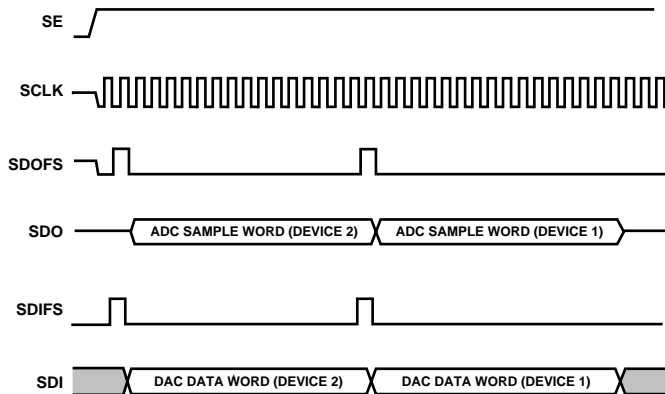 SE
SCLK
SDOFS
SDO
ADC SAMPLE WORD (DEVICE 2) ADC SAMPLE WORD (DEVICE 1)
SDIFS
SDI
DAC DATA WORD (DEVICE 2) DAC DATA WORD (DEVICE 1)